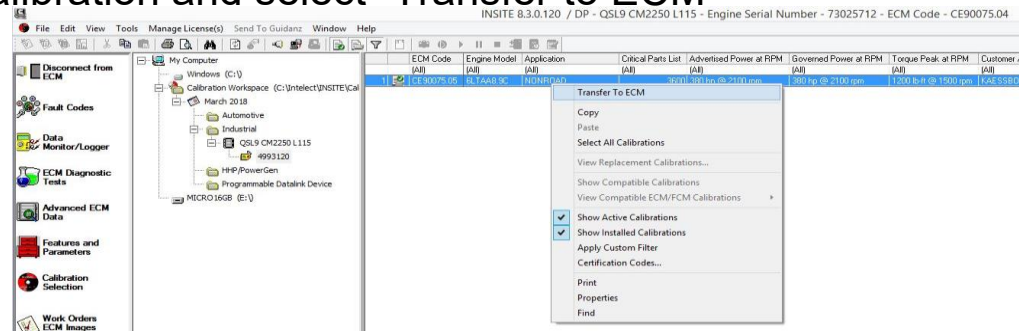 alibration and select "Transfer to ECM"
INSITE 8.3.0.120 / DP - QSL9 CM2250 L115 - Engine Serial Number - 73025712 - ECM Code - CE90075.04
File Edit View Tools Manage License(s) Send To Guidanz Window Help
Disconnect from ECM
Fault Codes
Data Monitor/Logger
ECM Diagnostic Tests
Advanced ECM Data
Features and Parameters
Calibration Selection
Work Orders ECM Images
My Computer
Windows (C:\)
Calibration Workspace (C:\Intelect\INSITE\Cal
March 2018
Automotive
Industrial
QSL9 CM2250 L115
4993120
HHP/PowerGen
Programmable Datalink Device
MICRO16GB (E:\)
ECM Code Engine Model Application Critical Parts List Advertised Power at RPM Governed Power at RPM Torque Peak at RPM Customer
(All) (All) (All) (All) (All) (All) (All) (All)
1 CE90075.05 6LTAA8.9C NONROAD 3600 380 hp @ 2100 rpm 380 hp @ 2100 rpm 1200 lb-ft @ 1500 rpm KAESSBO
Transfer To ECM
Copy
Paste
Select All Calibrations
View Replacement Calibrations...
Show Compatible Calibrations
View Compatible ECM/FCM Calibrations
Show Active Calibrations
Show Installed Calibrations
Apply Custom Filter
Certification Codes...
Print
Properties
Find